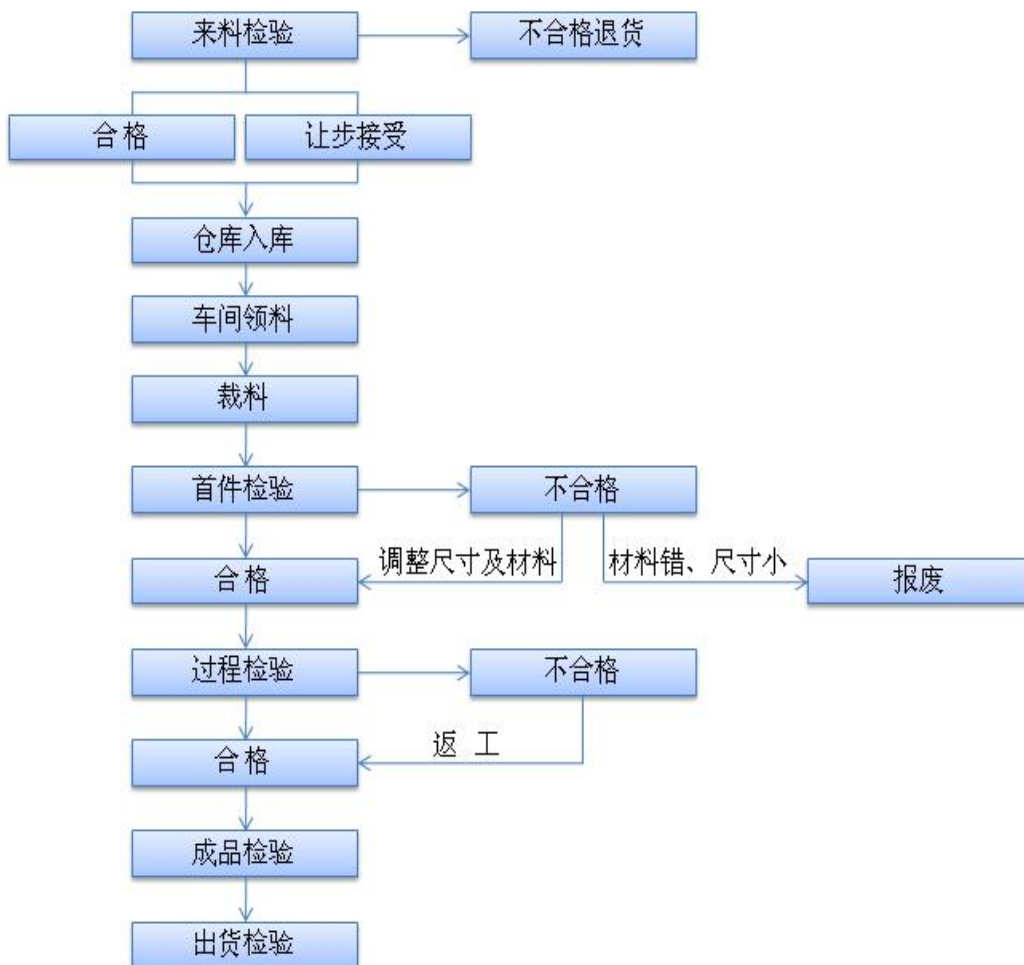 来料检验
不合格退货
合格
让步接受
仓库入库
车间领料
裁料
首件检验
不合格
调整尺寸及材料
材料错、尺寸小
合格
报废
过程检验
不合格
返 工
合格
成品检验
出货检验